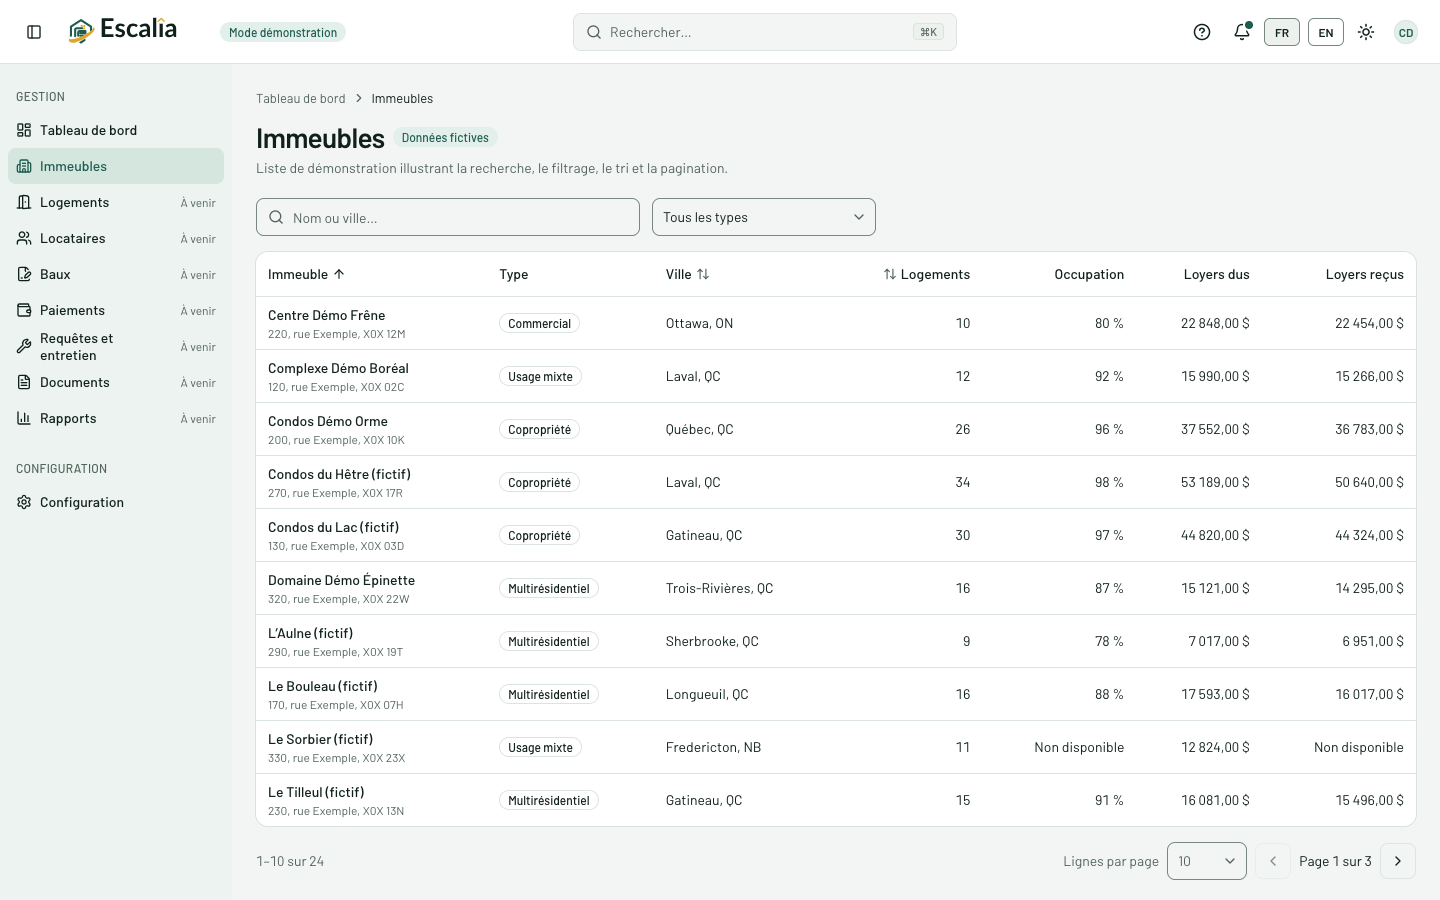 Escalia
Mode démonstration
Rechercher...
⌘K
FR
EN
CD
GESTION
Tableau de bord
Immeubles
Logements À venir
Locataires À venir
Baux À venir
Paiements À venir
Requêtes et
entretien À venir
Documents À venir
Rapports À venir
CONFIGURATION
Configuration
Tableau de bord > Immeubles
Immeubles Données fictives
Liste de démonstration illustrant la recherche, le filtrage, le tri et la pagination.
Nom ou ville...
Tous les types
Immeuble ↑ Type Ville ↑↓ ↑↓ Logements Occupation Loyers dus Loyers reçus
Centre Démo Frêne
220, rue Exemple, X0X 12M
Commercial Ottawa, ON 10 80 % 22 848,00 $ 22 454,00 $
Complexe Démo Boréal
120, rue Exemple, X0X 02C
Usage mixte Laval, QC 12 92 % 15 990,00 $ 15 266,00 $
Condos Démo Orme
200, rue Exemple, X0X 10K
Copropriété Québec, QC 26 96 % 37 552,00 $ 36 783,00 $
Condos du Hêtre (fictif)
270, rue Exemple, X0X 17R
Copropriété Laval, QC 34 98 % 53 189,00 $ 50 640,00 $
Condos du Lac (fictif)
130, rue Exemple, X0X 03D
Copropriété Gatineau, QC 30 97 % 44 820,00 $ 44 324,00 $
Domaine Démo Épinette
320, rue Exemple, X0X 22W
Multirésidentiel Trois-Rivières, QC 16 87 % 15 121,00 $ 14 295,00 $
L'Aulne (fictif)
290, rue Exemple, X0X 19T
Multirésidentiel Sherbrooke, QC 9 78 % 7 017,00 $ 6 951,00 $
Le Bouleau (fictif)
170, rue Exemple, X0X 07H
Multirésidentiel Longueuil, QC 16 88 % 17 593,00 $ 16 017,00 $
Le Sorbier (fictif)
330, rue Exemple, X0X 23X
Usage mixte Fredericton, NB 11 Non disponible 12 824,00 $ Non disponible
Le Tilleul (fictif)
230, rue Exemple, X0X 13N
Multirésidentiel Gatineau, QC 15 91 % 16 081,00 $ 15 496,00 $
1–10 sur 24
Lignes par page 10 Page 1 sur 3